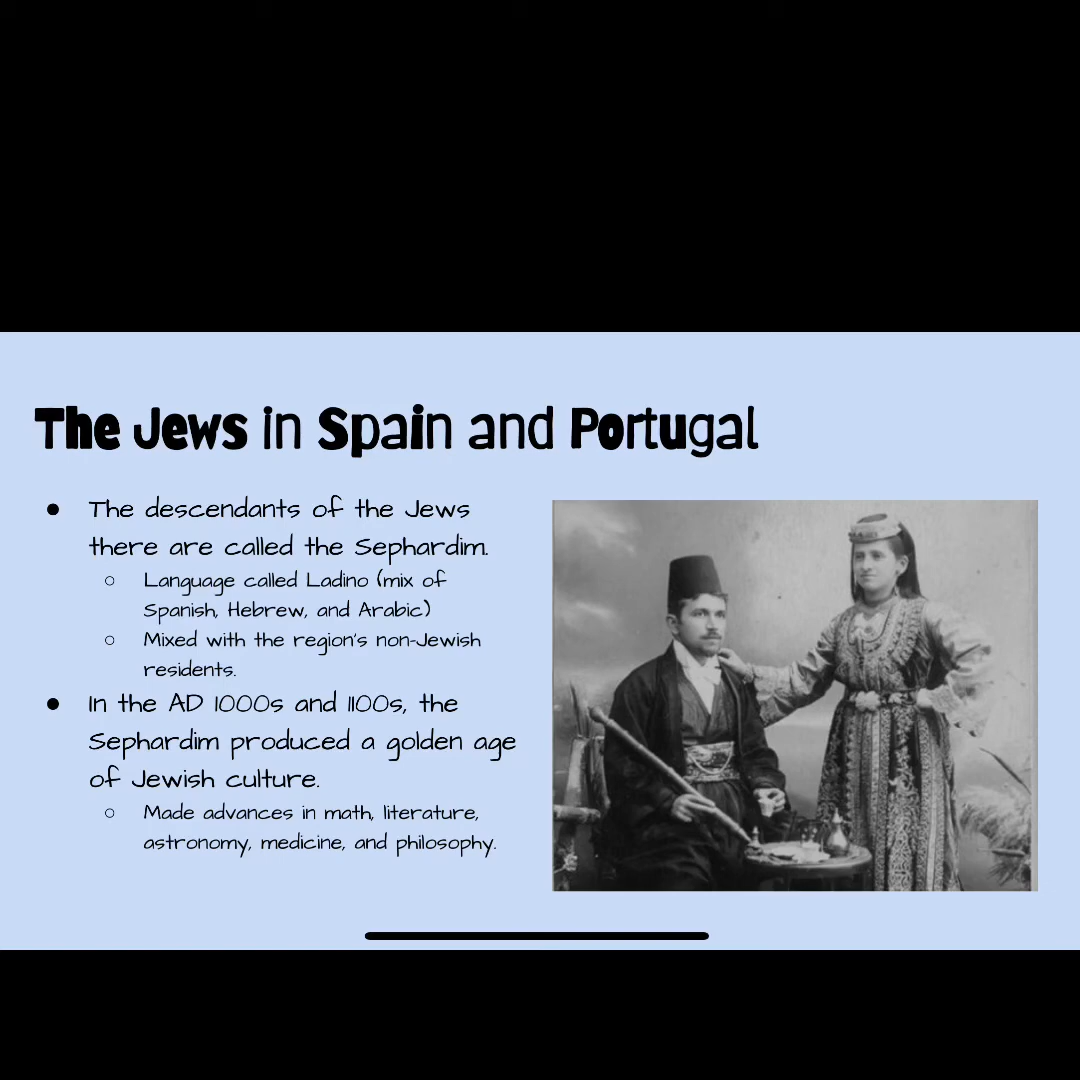 The Jews in Spain and Portugal
● The descendants of the Jews
there are called the Sephardim.
○ Language called Ladino (mix of
Spanish, Hebrew, and Arabic)
○ Mixed with the region's non-Jewish
residents.
● In the AD 1000s and 1100s, the
Sephardim produced a golden age
of Jewish culture.
○ Made advances in math, literature,
astronomy, medicine, and philosophy.